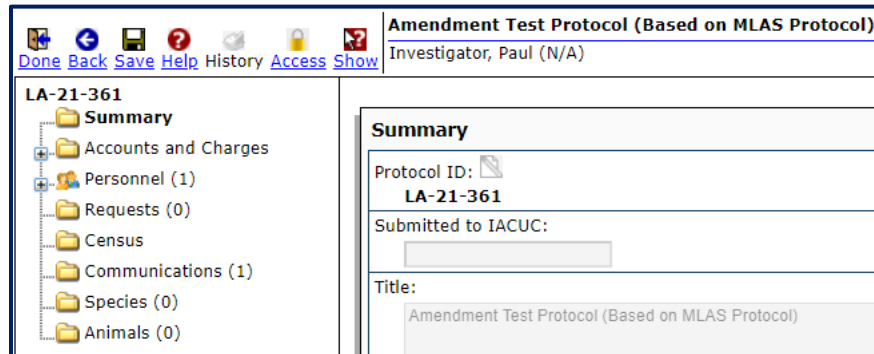 Amendment Test Protocol (Based on MLAS Protocol)
Done Back Save Help History Access Show
Investigator, Paul (N/A)
LA-21-361
Summary
Accounts and Charges
Personnel (1)
Requests (0)
Census
Communications (1)
Species (0)
Animals (0)
Summary
Protocol ID:
LA-21-361
Submitted to IACUC:
Title:
Amendment Test Protocol (Based on MLAS Protocol)